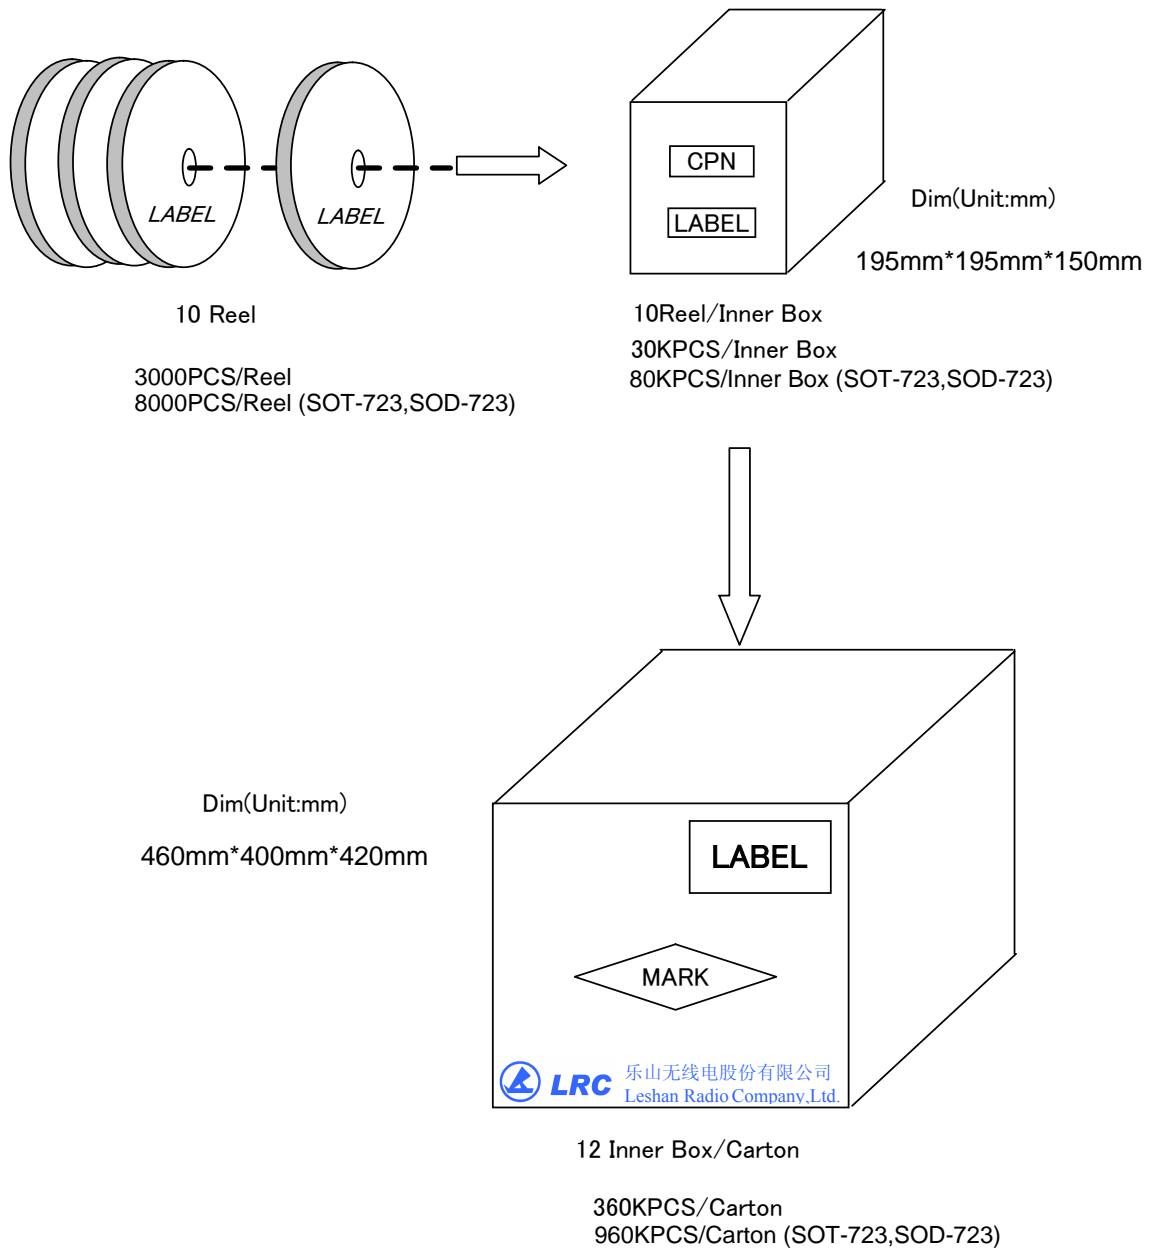 LABEL
LABEL
10 Reel
3000PCS/Reel
8000PCS/Reel (SOT-723,SOD-723)
CPN
LABEL
Dim(Unit:mm)
195mm*195mm*150mm
10Reel/Inner Box
30KPCS/Inner Box
80KPCS/Inner Box (SOT-723,SOD-723)
Dim(Unit:mm)
460mm*400mm*420mm
LABEL
MARK
LRC
乐山无线电股份有限公司
Leshan Radio Company,Ltd.
12 Inner Box/Carton
360KPCS/Carton
960KPCS/Carton (SOT-723,SOD-723)